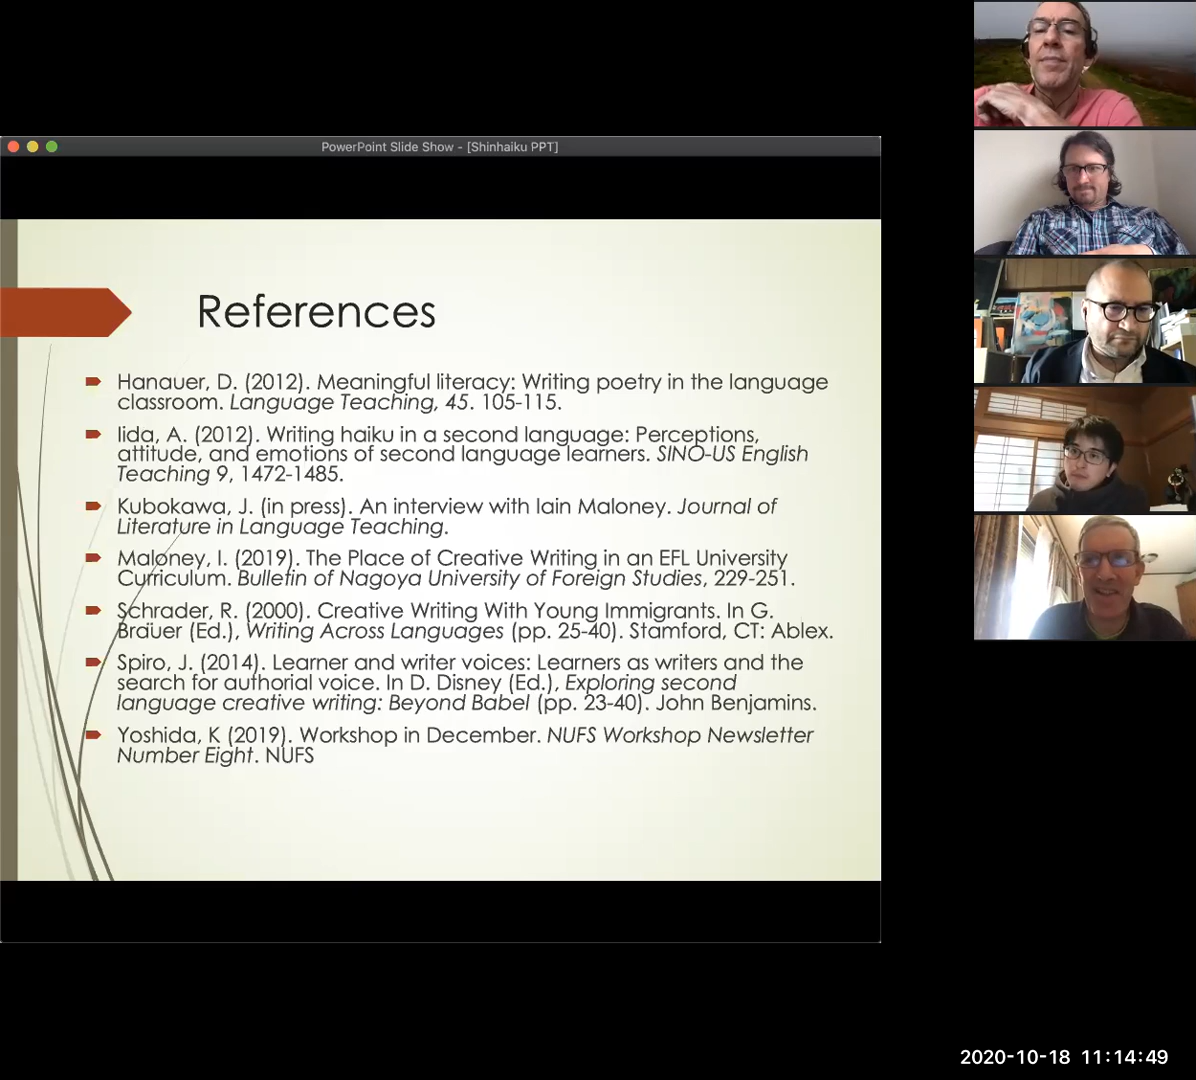 PowerPoint Slide Show - [Shinhaiku PPT]
References
Hanauer, D. (2012). Meaningful literacy: Writing poetry in the language
classroom. Language Teaching, 45. 105-115.
Iida, A. (2012). Writing haiku in a second language: Perceptions,
attitude, and emotions of second language learners. SINO-US English
Teaching 9, 1472-1485.
Kubokawa, J. (in press). An interview with Iain Maloney. Journal of
Literature in Language Teaching.
Maloney, I. (2019). The Place of Creative Writing in an EFL University
Curriculum. Bulletin of Nagoya University of Foreign Studies, 229-251.
Schrader, R. (2000). Creative Writing With Young Immigrants. In G.
Bräuer (Ed.), Writing Across Languages (pp. 25-40). Stamford, CT: Ablex.
Spiro, J. (2014). Learner and writer voices: Learners as writers and the
search for authorial voice. In D. Disney (Ed.), Exploring second
language creative writing: Beyond Babel (pp. 23-40). John Benjamins.
Yoshida, K (2019). Workshop in December. NUFS Workshop Newsletter
Number Eight. NUFS
2020-10-18 11:14:49